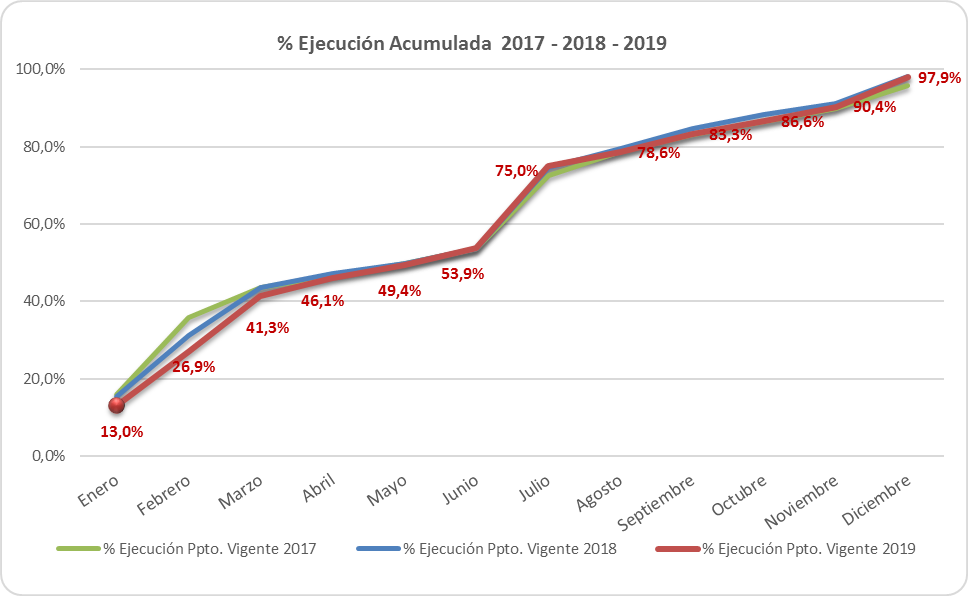 % Ejecución Acumulada 2017 - 2018 - 2019
100,0%
80,0%
60,0%
40,0%
20,0%
0,0%
13,0%
26,9%
41,3%
46,1%
49,4%
53,9%
75,0%
78,6%
83,3%
86,6%
90,4%
97,9%
Enero
Febrero
Marzo
Abril
Mayo
Junio
Julio
Agosto
Septiembre
Octubre
Noviembre
Diciembre
% Ejecución Ppto. Vigente 2017
% Ejecución Ppto. Vigente 2018
% Ejecución Ppto. Vigente 2019